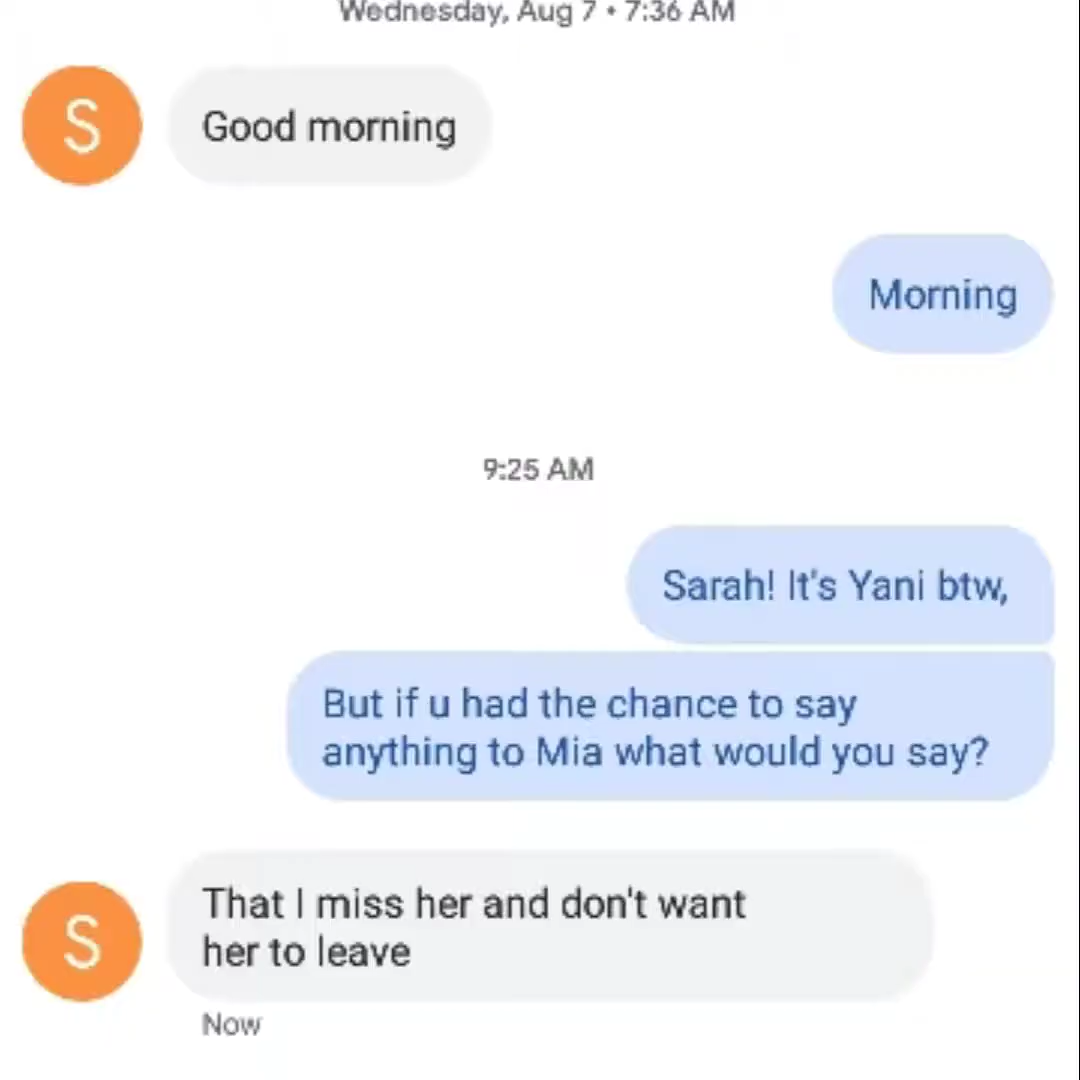 Wednesday, Aug 7 • 7:36 AM
S
Good morning
Morning
9:25 AM
Sarah! It's Yani btw,
But if u had the chance to say
anything to Mia what would you say?
That I miss her and don't want
S
her to leave
Now